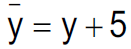 ȳ = y + 5